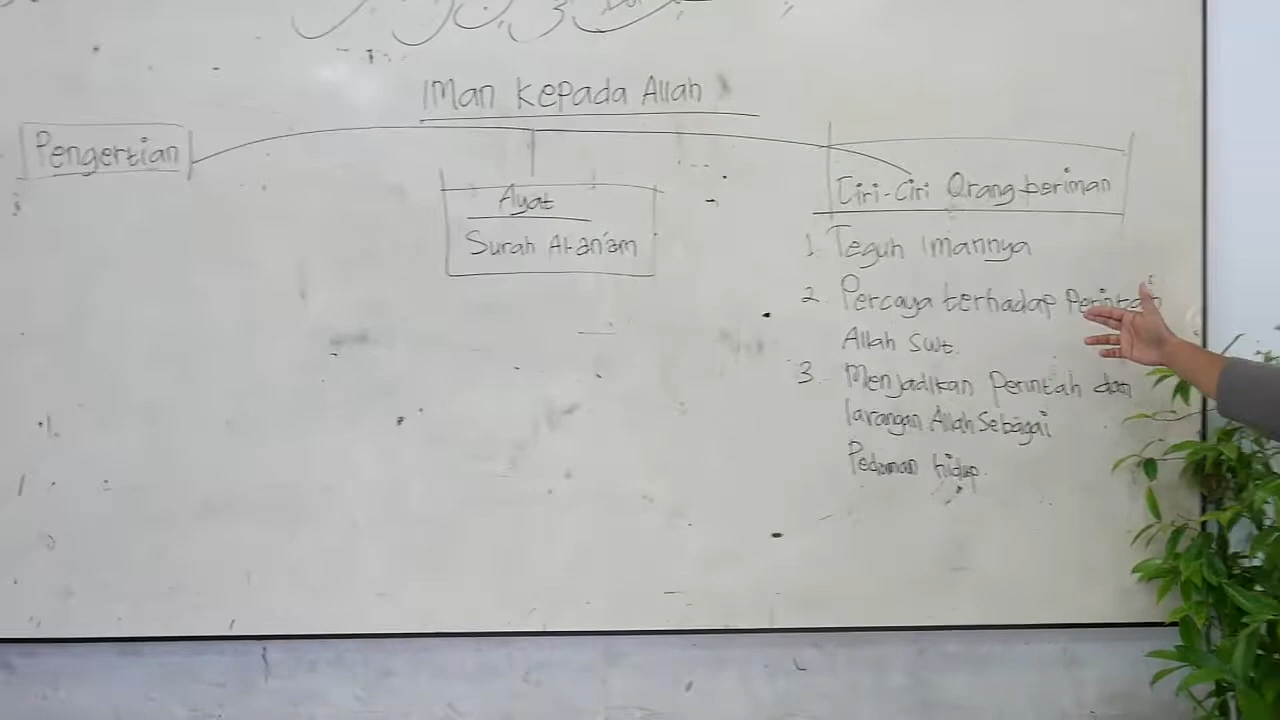 Iman kepada Allah
Pengertian
Ayat
Surah Al-an'am
Ciri-Ciri Orang beriman
1. Teguh Imannya
2. Percaya terhadap Perintah
Allah swt.
3. Menjadikan Perintah dan
larangan Allah Sebagai
Pedoman hidup.